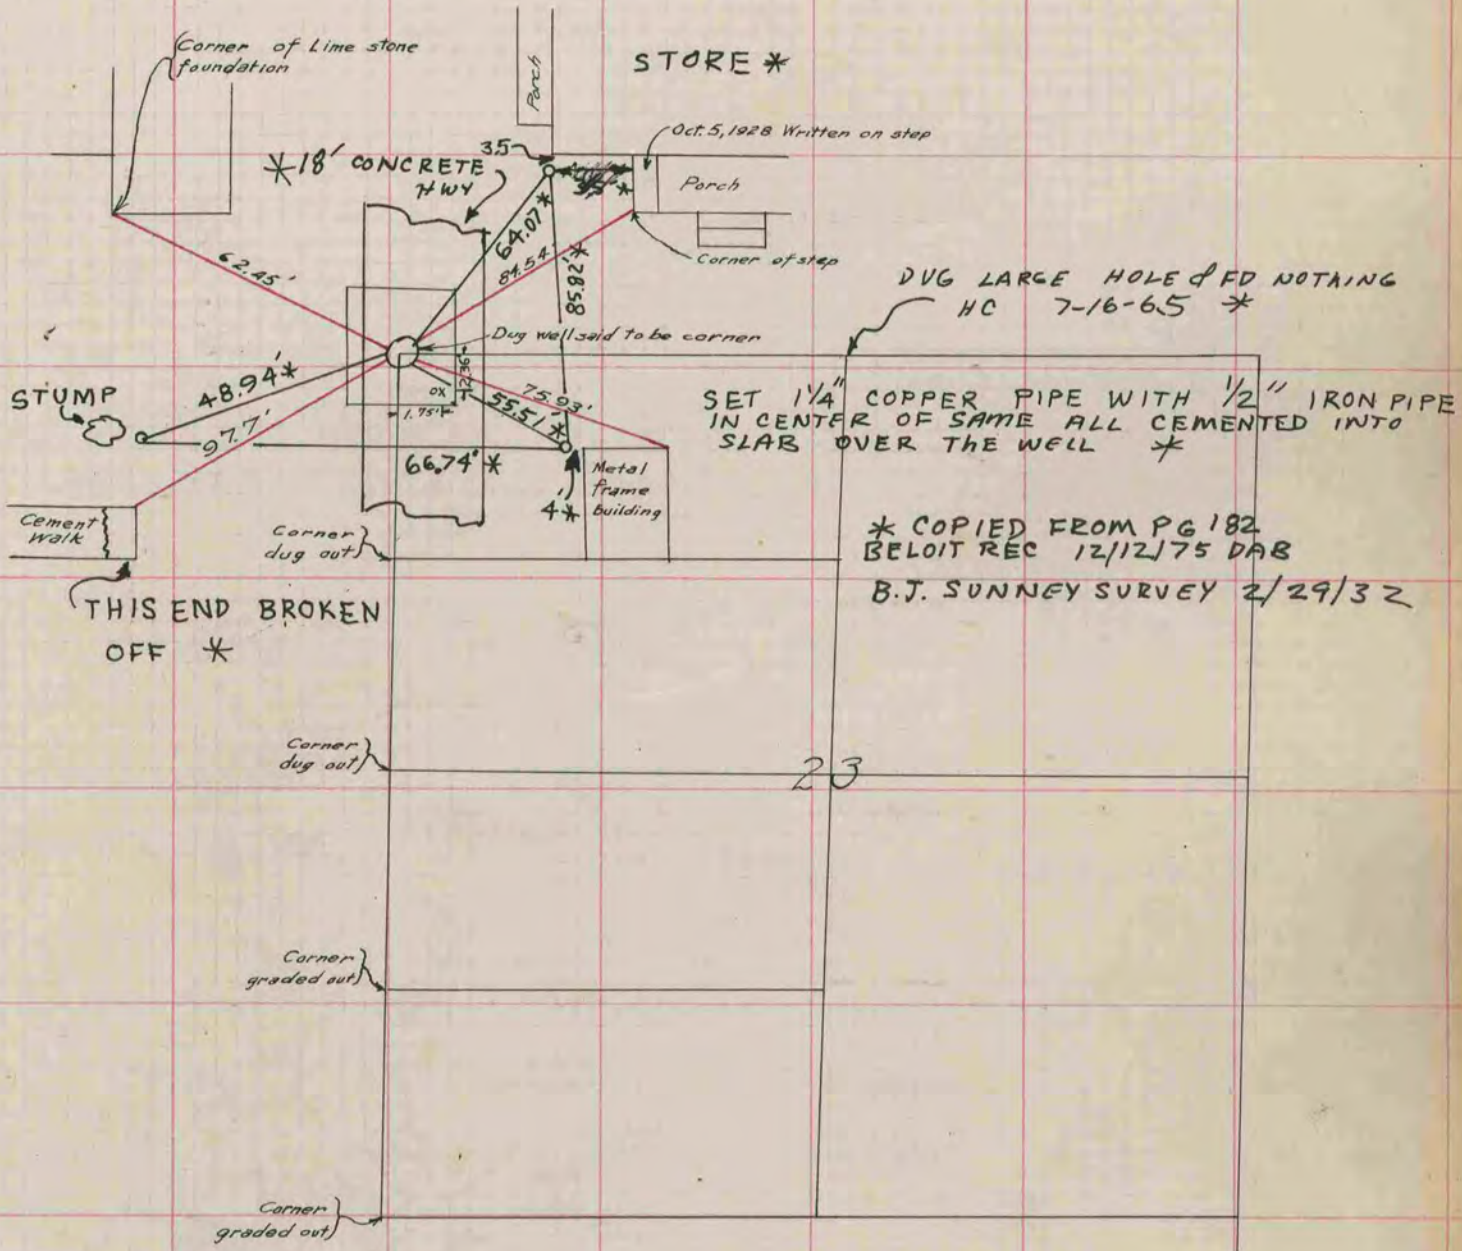 Corner of Lime stone
foundation
Porch
STORE *
Oct. 5, 1928 Written on step
* 18' CONCRETE
HWY
3.5
Porch
64.07' *
84.54'
85.82' *
Corner of step
62.45'
DUG LARGE HOLE & FD NOTHING
HC 7-16-65 *
Dug well said to be corner
STUMP
48.94' *
97.7'
OX
2.36'
1.75'
55.51' *
75.93'
66.74' *
4' *
Metal
frame
building
SET 1 1/4" COPPER PIPE WITH 1/2" IRON PIPE
IN CENTER OF SAME ALL CEMENTED INTO
SLAB OVER THE WELL *
Cement
Walk
Corner
dug out
* COPIED FROM PG 182
BELOIT REC 12/12/75 DAB
B.J. SUNNEY SURVEY 2/29/32
THIS END BROKEN
OFF *
Corner
dug out
23
Corner
graded out
Corner
graded out